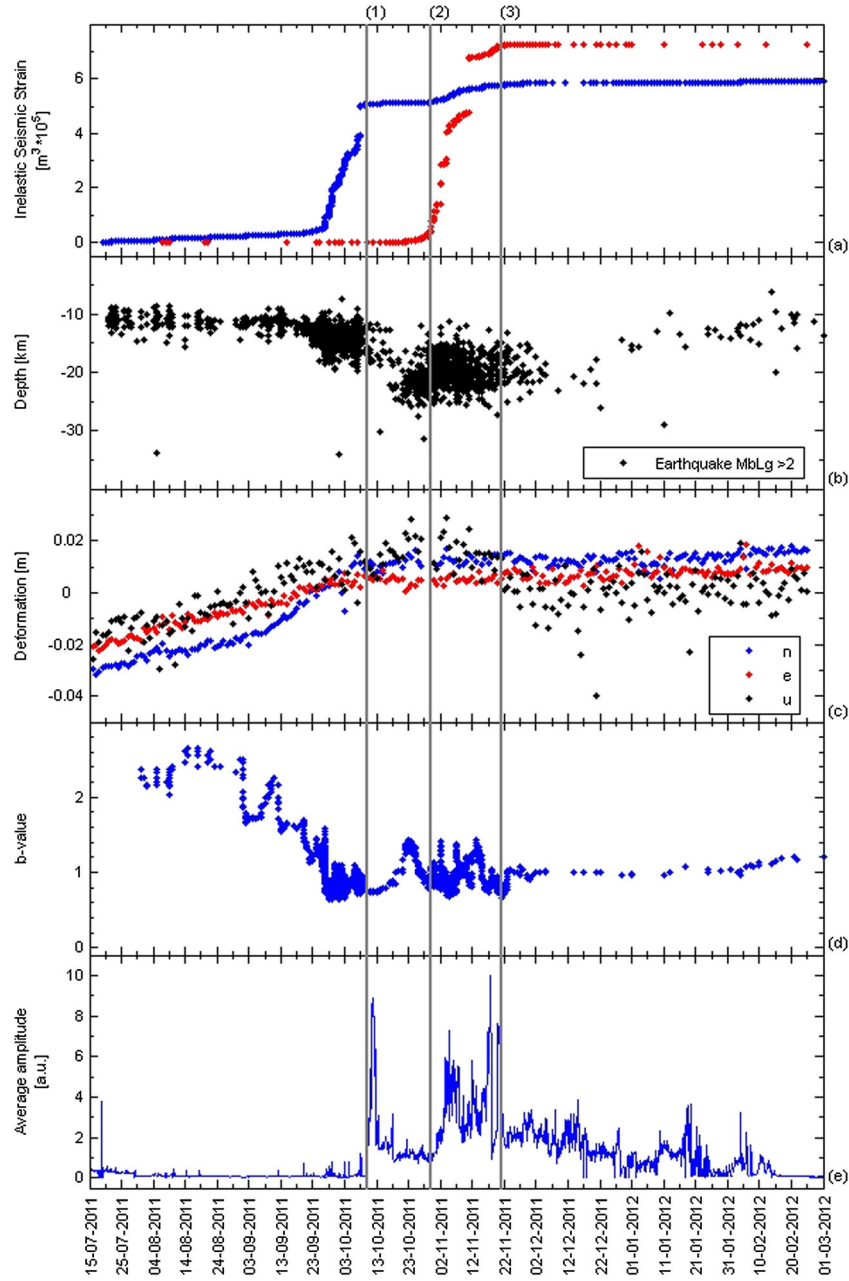 (1) (2) (3)
Inelastic Seismic Strain
[m³ *10⁵]
6
4
2
0
(a)
Depth [km]
-10
-20
-30
Earthquake MbLg >2
(b)
Deformation [m]
0.02
0
-0.02
-0.04
n
e
u
(c)
b-value
2
1
0
(d)
Average amplitude
[a.u.]
10
8
6
4
2
0
(e)
15-07-2011
25-07-2011
04-08-2011
14-08-2011
24-08-2011
03-09-2011
13-09-2011
23-09-2011
03-10-2011
13-10-2011
23-10-2011
02-11-2011
12-11-2011
22-11-2011
02-12-2011
12-12-2011
22-12-2011
01-01-2012
11-01-2012
21-01-2012
31-01-2012
10-02-2012
20-02-2012
01-03-2012